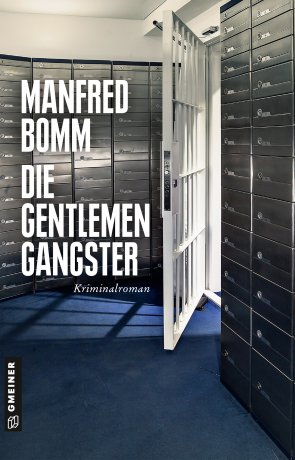 MANFRED
BOMM
DIE
GENTLEMEN
GANGSTER
Kriminalroman
GMEINER